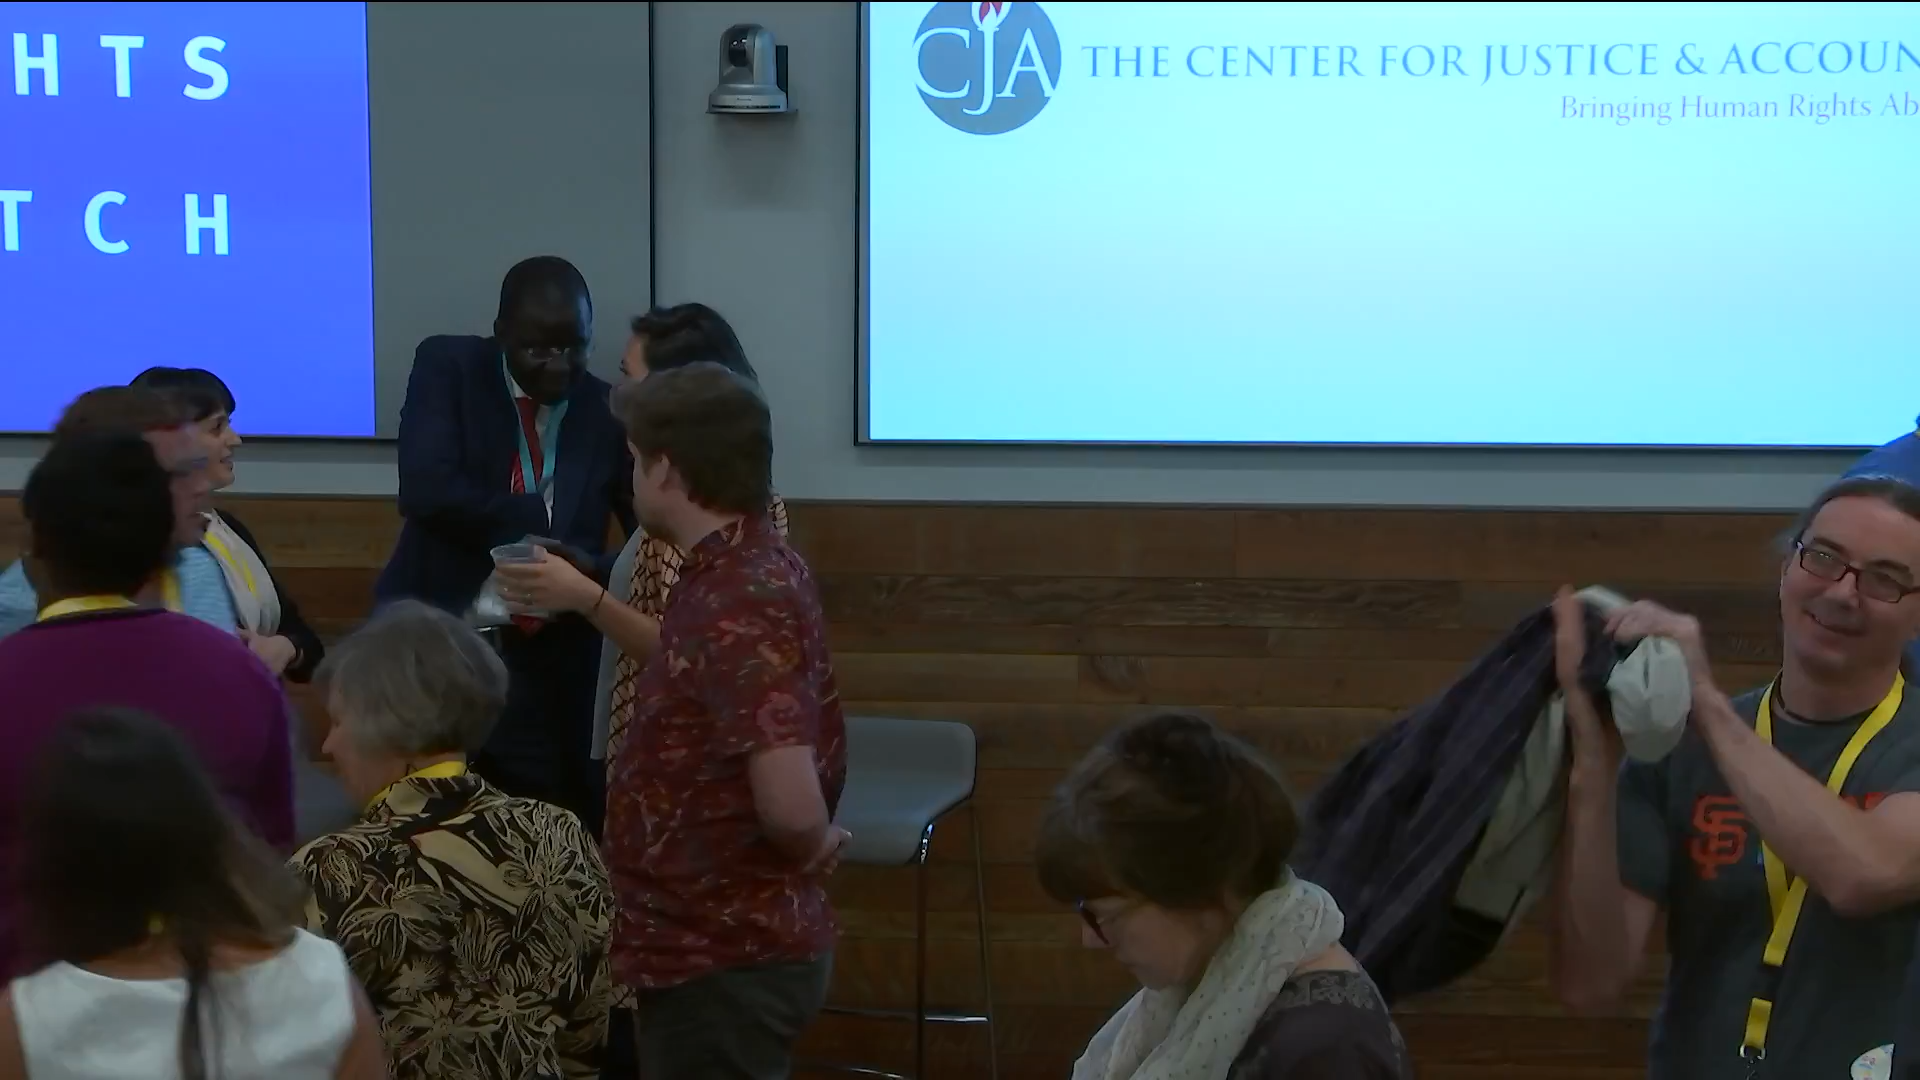 HTS
TCH
CJA THE CENTER FOR JUSTICE & ACCOUN
Bringing Human Rights Ab
SF